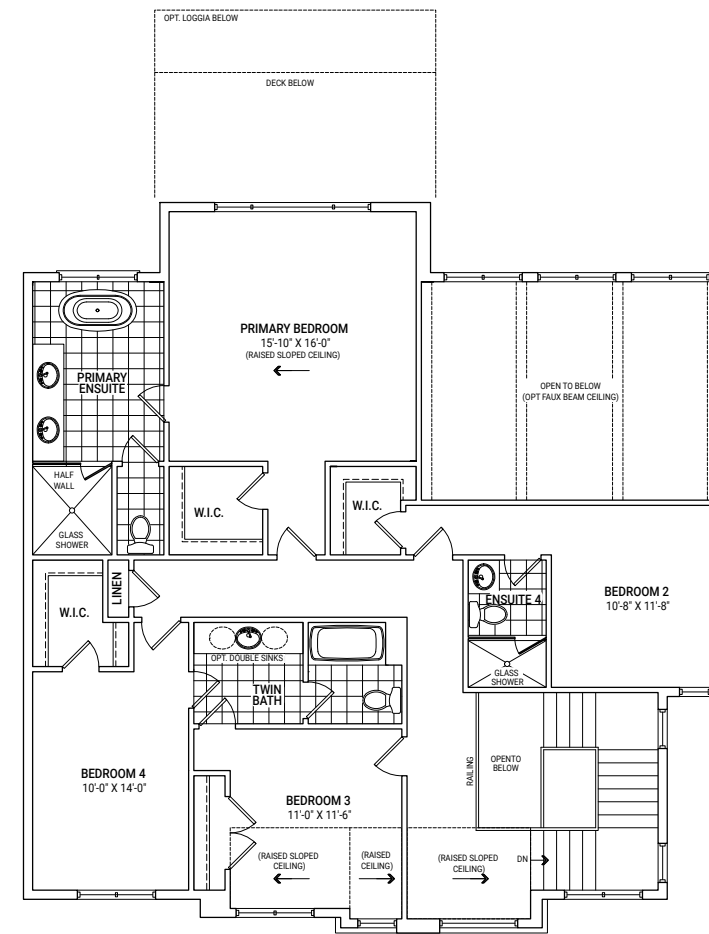 OPT. LOGGIA BELOW
DECK BELOW
PRIMARY BEDROOM
15'-10" X 16'-0"
(RAISED SLOPED CEILING)
PRIMARY
ENSUITE
OPEN TO BELOW
(OPT FAUX BEAM CEILING)
HALF
WALL
GLASS
SHOWER
W.I.C.
W.I.C.
LINEN
W.I.C.
ENSUITE 4
GLASS
SHOWER
BEDROOM 2
10'-8" X 11'-8"
OPT. DOUBLE SINKS
TWIN
BATH
BEDROOM 4
10'-0" X 14'-0"
BEDROOM 3
11'-0" X 11'-6"
RAILING
OPENTO
BELOW
(RAISED SLOPED
CEILING)
(RAISED
CEILING)
(RAISED SLOPED
CEILING)
DN